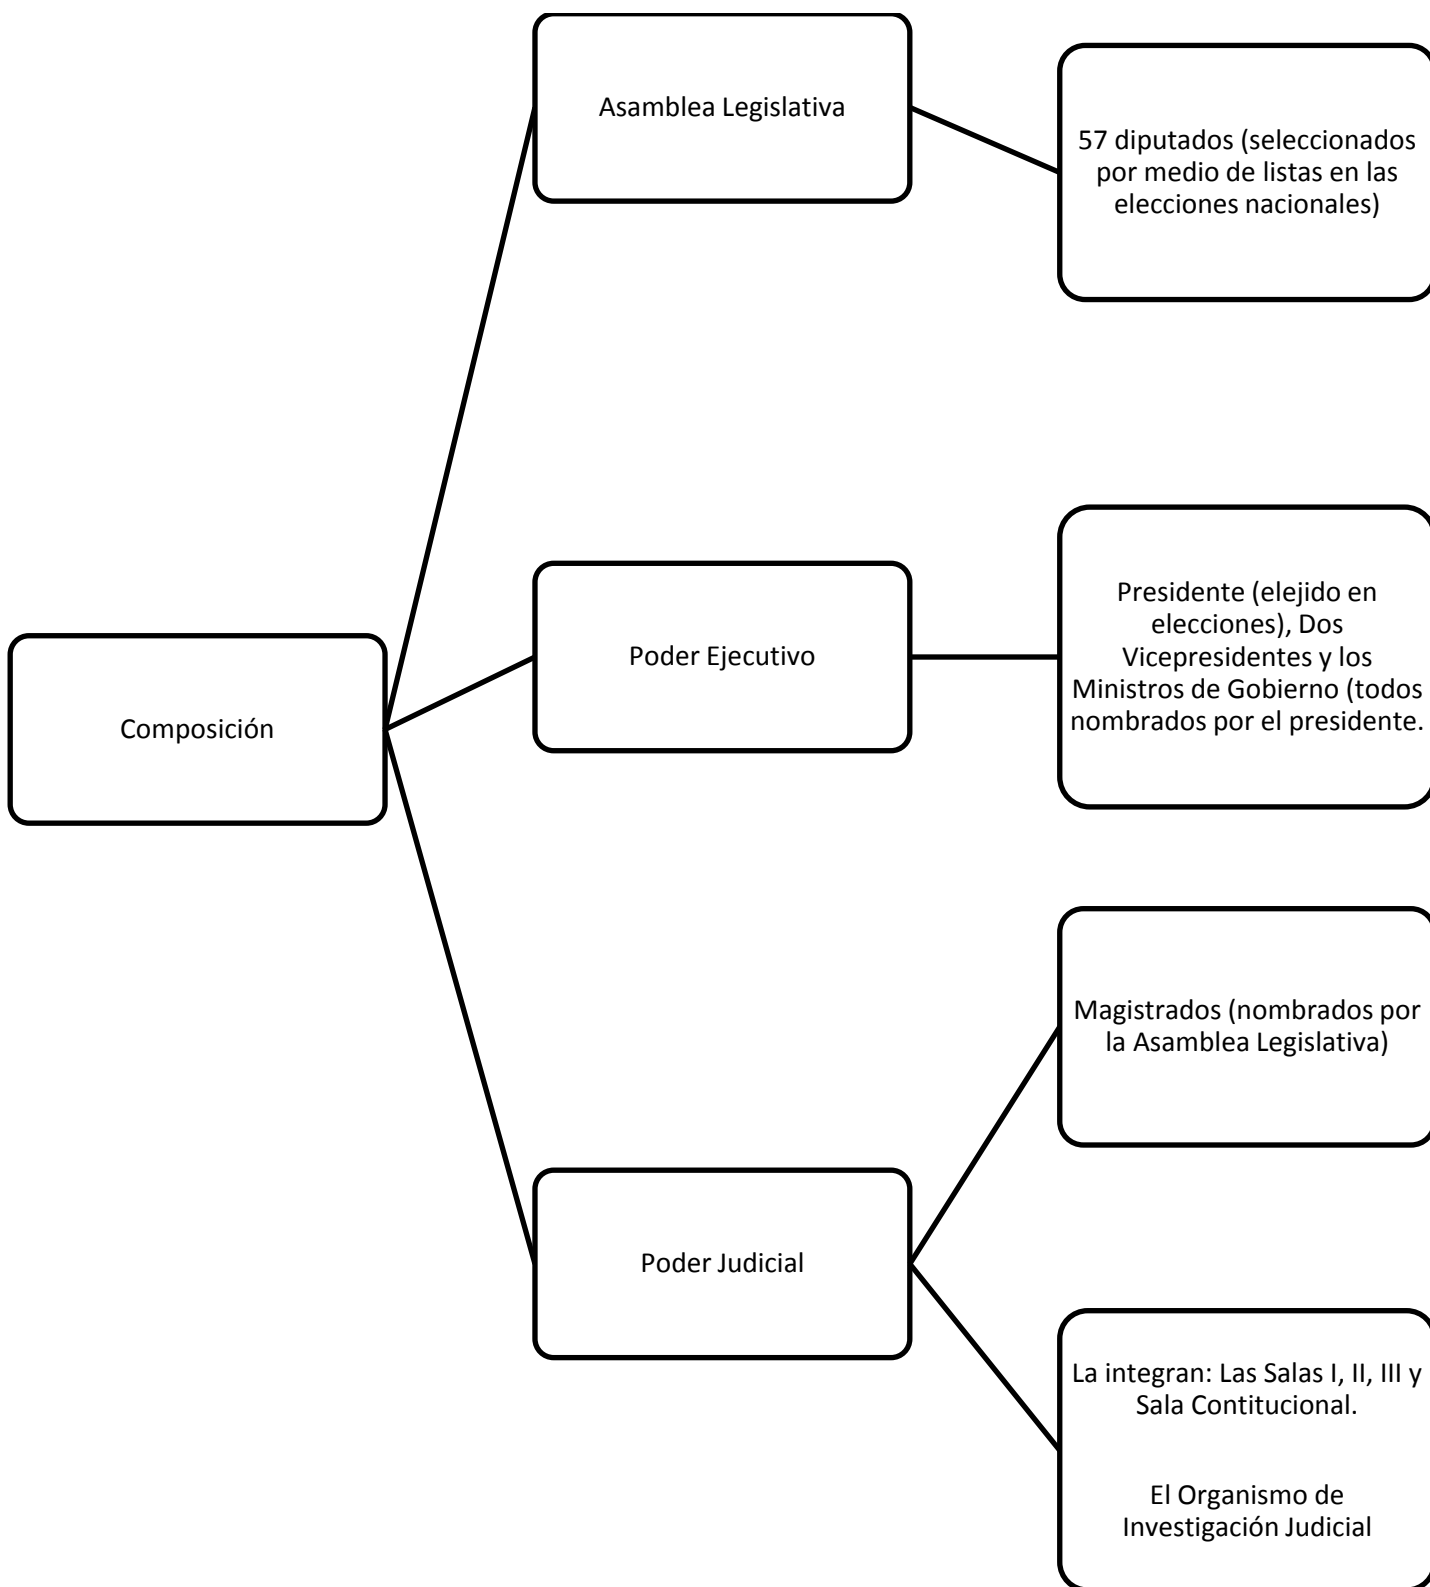 Composición
Asamblea Legislativa
57 diputados (seleccionados
por medio de listas en las
elecciones nacionales)
Poder Ejecutivo
Presidente (elejido en
elecciones), Dos
Vicepresidentes y los
Ministros de Gobierno (todos
nombrados por el presidente.
Poder Judicial
Magistrados (nombrados por
la Asamblea Legislativa)
La integran: Las Salas I, II, III y
Sala Contitucional.
El Organismo de
Investigación Judicial